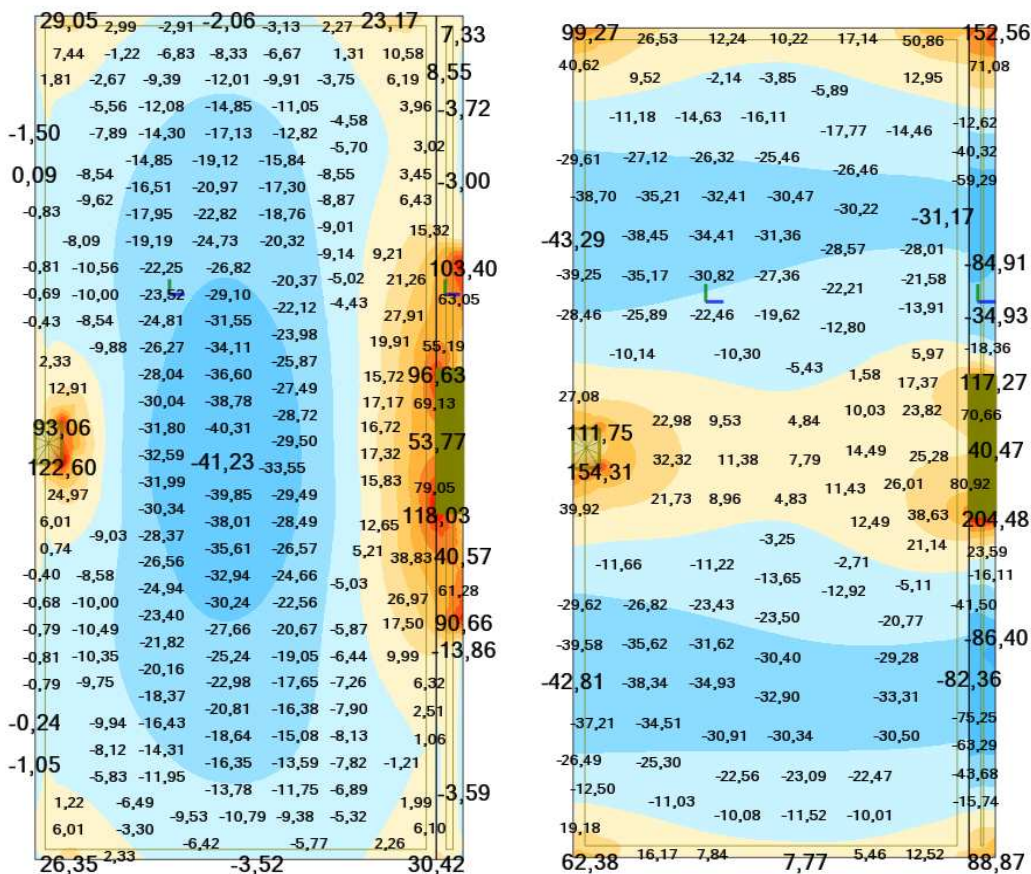 29,05 2,99 -2,91 -2,06 -3,13 2,27 23,17
7,33
7,44 -1,22 -6,83 -8,33 -6,67 1,31 10,58
1,81 -2,67 -9,39 -12,01 -9,91 -3,75 6,19 8,55
-5,56 -12,08 -14,85 -11,05 3,96 -3,72
-4,58
-1,50 -7,89 -14,30 -17,13 -12,82
-5,70 3,02
-14,85 -19,12 -15,84
0,09 -8,54 -8,55 3,45 -3,00
-16,51 -20,97 -17,30
-9,62 -8,87 6,43
-0,83 -17,95 -22,82 -18,76
-9,01 15,32
-8,09 -19,19 -24,73 -20,32
-9,14 9,21
-0,81 -10,56 -22,25 -26,82 103,40
-20,37 -5,02 21,26
-0,69 -10,00 -23,52 -29,10 63,05
-22,12 -4,43
-0,43 -8,54 -24,81 -31,55 27,91
-23,98 19,91
-9,88 -26,27 -34,11 55,19
2,33 -25,87
-28,04 -36,60 15,72 96,63
12,91 -27,49
-30,04 -38,78 17,17 69,13
-28,72
93,06 -31,80 -40,31 16,72
-29,50 53,77
-32,59 -41,23 17,32
122,60 -33,55
-31,99 15,83 79,05
24,97 -39,85 -29,49
-30,34 118,03
6,01 -38,01 -28,49 12,65
-9,03 -28,37
0,74 -35,61 -26,57 5,21 38,83 40,57
-26,56
-0,40 -8,58 -32,94 -24,66
-24,94 -5,03 61,28
-0,68 -10,00 -30,24 -22,56 26,97
-23,40
-0,79 -10,49 -27,66 -20,67 -5,87 17,50 90,66
-21,82 -13,86
-0,81 -10,35 -25,24 -19,05 -6,44 9,99
-20,16
-0,79 -9,75 -22,98 -17,65 -7,26 6,32
-18,37
-20,81 -16,38 -7,90 2,51
-0,24 -9,94 -16,43
-18,64 -15,08 -8,13 1,06
-8,12 -14,31
-1,05 -16,35 -13,59 -7,82 -1,21
-5,83 -11,95
-13,78 -11,75 -6,89 -3,59
1,22 -6,49 1,99
-9,53 -10,79 -9,38 -5,32
6,01 -3,30 6,10
-6,42 -5,77 2,26
26,35 2,33 -3,52 30,42
99,27 26,53 12,24 10,22 17,14 50,86 152,56
40,62 71,08
9,52 -2,14 -3,85 12,95
-5,89
-11,18 -14,63 -16,11 -12,62
-17,77 -14,46
-29,61 -27,12 -26,32 -25,46 -40,32
-26,46
-59,29
-38,70 -35,21 -32,41 -30,47
-30,22 -31,17
-43,29 -38,45 -34,41 -31,36
-28,57 -28,01
-84,91
-39,25 -35,17 -30,82 -27,36 -21,58
-22,21
-28,46 -25,89 -22,46 -19,62 -13,91 -34,93
-12,80
-10,14 -10,30 5,97 -18,36
-5,43
1,58 17,37 117,27
27,08
22,98 9,53 4,84 10,03 23,82 70,66
111,75
14,49 40,47
154,31 32,32 11,38 7,79 25,28
21,73 8,96 4,83 11,43 26,01 80,92
39,92 12,49 38,63 204,48
-3,25 21,14
23,59
-11,66 -11,22 -2,71
-13,65 -5,11 -16,11
-12,92
-29,62 -26,82 -23,43 -41,50
-23,50 -20,77
-39,58 -35,62 -31,62 -86,40
-30,40 -29,28
-42,81 -38,34 -34,93 -82,36
-32,90 -33,31
-37,21 -34,51 -75,25
-30,91 -30,34 -30,50
-63,29
-26,49 -25,30
-22,56 -23,09 -22,47 -43,68
-12,50
-11,03 -15,74
-10,08 -11,52 -10,01
19,18
62,38 16,17 7,84 7,77 5,46 12,52 88,87